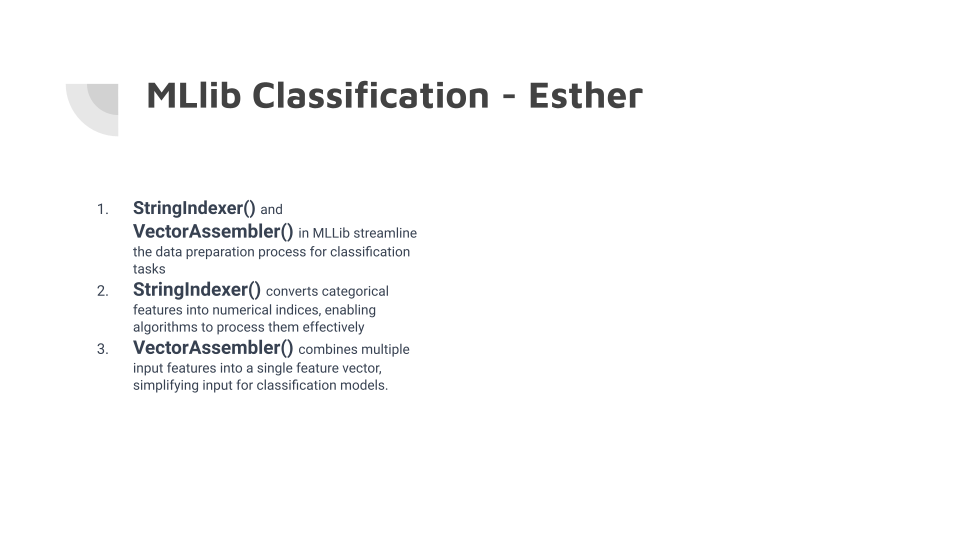 MLlib Classification - Esther
1. StringIndexer() and
VectorAssembler() in MLLib streamline
the data preparation process for classification
tasks
2. StringIndexer() converts categorical
features into numerical indices, enabling
algorithms to process them effectively
3. VectorAssembler() combines multiple
input features into a single feature vector,
simplifying input for classification models.